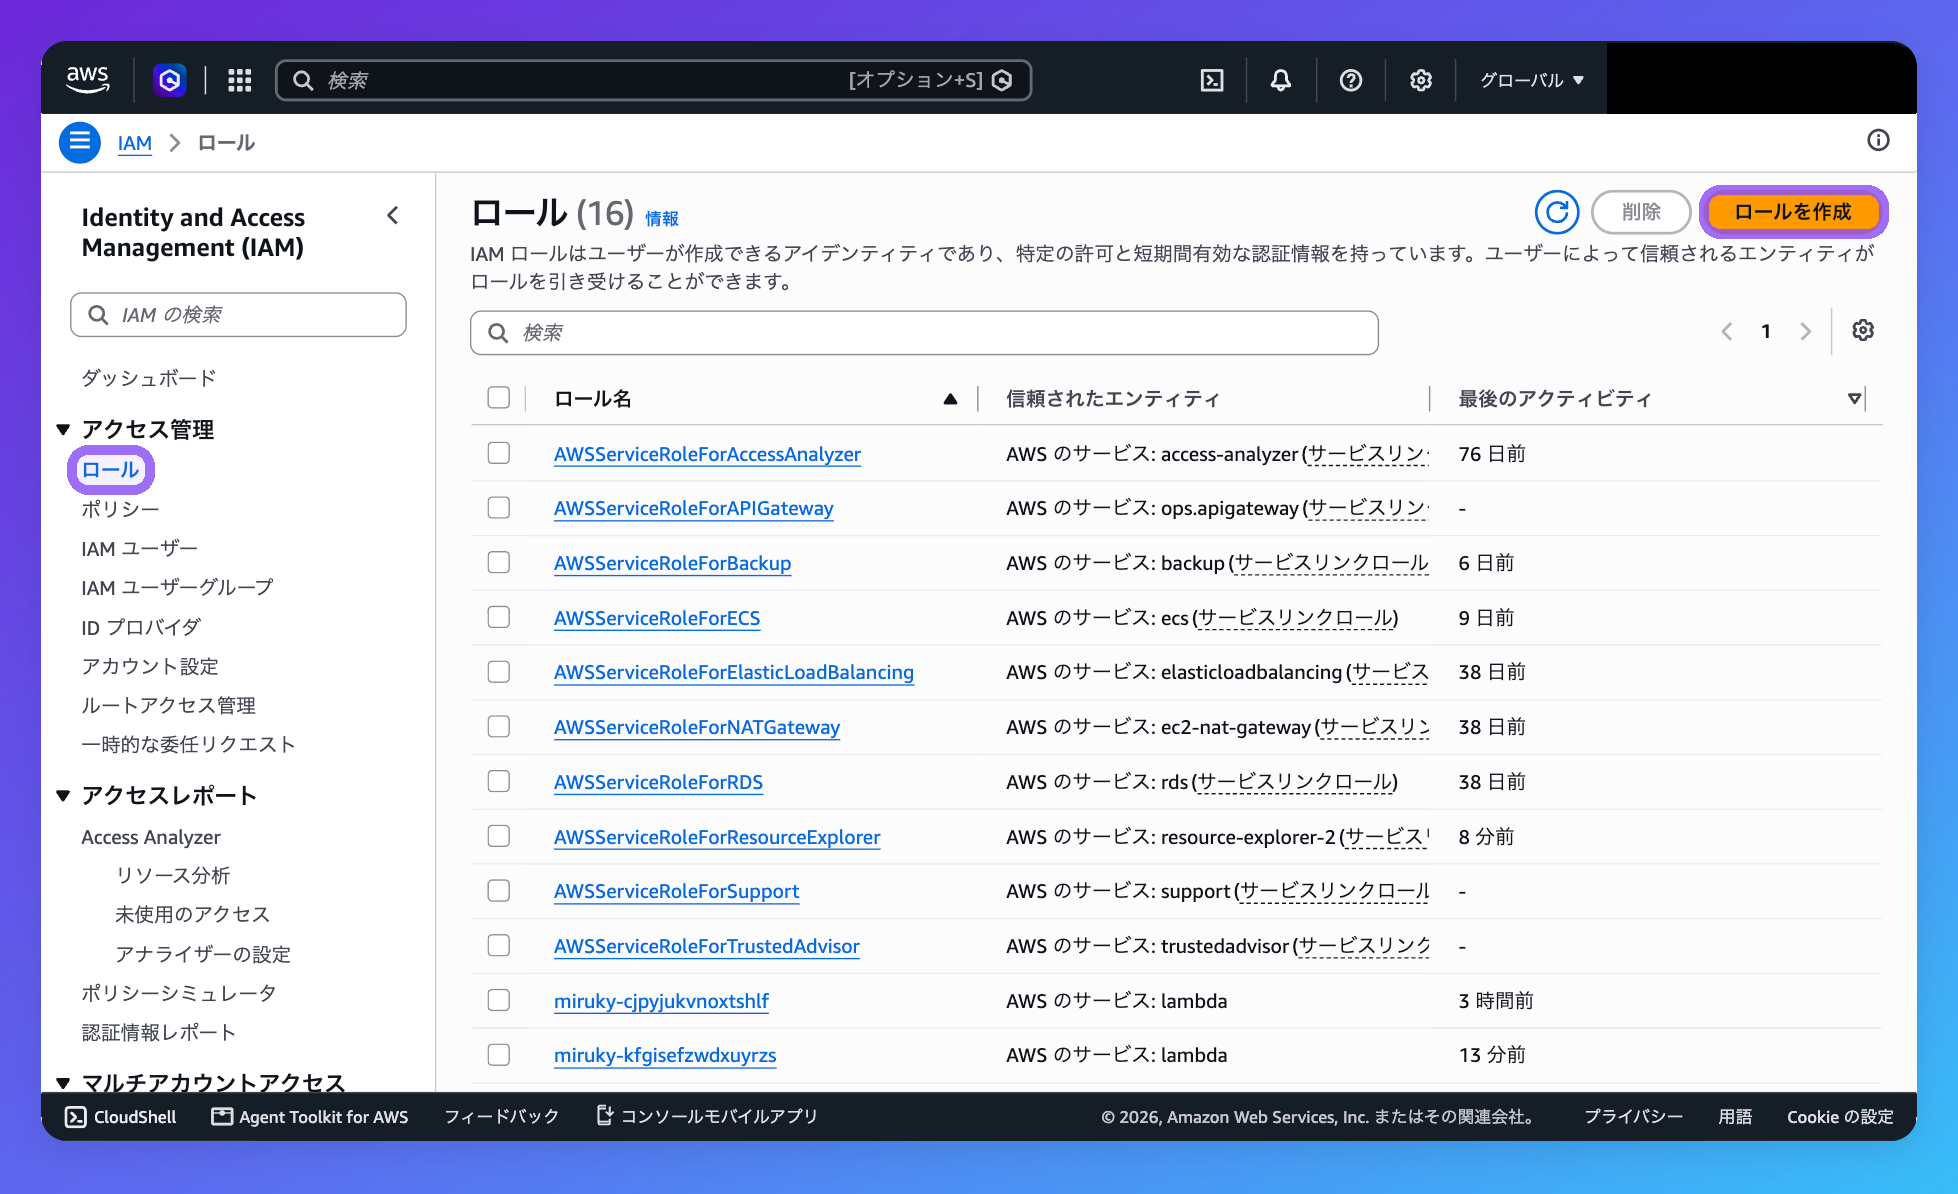 aws
検索
[オプション+S]
グローバル ▼
IAM > ロール
Identity and Access
Management (IAM)
IAM の検索
ダッシュボード
▼ アクセス管理
ロール
ポリシー
IAM ユーザー
IAM ユーザーグループ
ID プロバイダ
アカウント設定
ルートアクセス管理
一時的な委任リクエスト
▼ アクセスレポート
Access Analyzer
リソース分析
未使用のアクセス
アナライザーの設定
ポリシーシミュレータ
認証情報レポート
▼ マルチアカウントアクセス
ロール (16) 情報
削除
ロールを作成
IAM ロールはユーザーが作成できるアイデンティティであり、特定の許可と短期間有効な認証情報を持っています。ユーザーによって信頼されるエンティティが
ロールを引き受けることができます。
検索
1
ロール名 ▲ 信頼されたエンティティ 最後のアクティビティ
AWSServiceRoleForAccessAnalyzer AWS のサービス: access-analyzer (サービスリン 76 日前
AWSServiceRoleForAPIGateway AWS のサービス: ops.apigateway (サービスリン -
AWSServiceRoleForBackup AWS のサービス: backup (サービスリンクロール 6 日前
AWSServiceRoleForECS AWS のサービス: ecs (サービスリンクロール) 9 日前
AWSServiceRoleForElasticLoadBalancing AWS のサービス: elasticloadbalancing (サービス 38 日前
AWSServiceRoleForNATGateway AWS のサービス: ec2-nat-gateway (サービスリン 38 日前
AWSServiceRoleForRDS AWS のサービス: rds (サービスリンクロール) 38 日前
AWSServiceRoleForResourceExplorer AWS のサービス: resource-explorer-2 (サービス 8 分前
AWSServiceRoleForSupport AWS のサービス: support (サービスリンクロール -
AWSServiceRoleForTrustedAdvisor AWS のサービス: trustedadvisor (サービスリンク -
miruky-cjpyjukvnoxtshlf AWS のサービス: lambda 3 時間前
miruky-kfgisefzwdxuyrzs AWS のサービス: lambda 13 分前
CloudShell Agent Toolkit for AWS フィードバック コンソールモバイルアプリ © 2026, Amazon Web Services, Inc. またはその関連会社。 プライバシー 用語 Cookie の設定